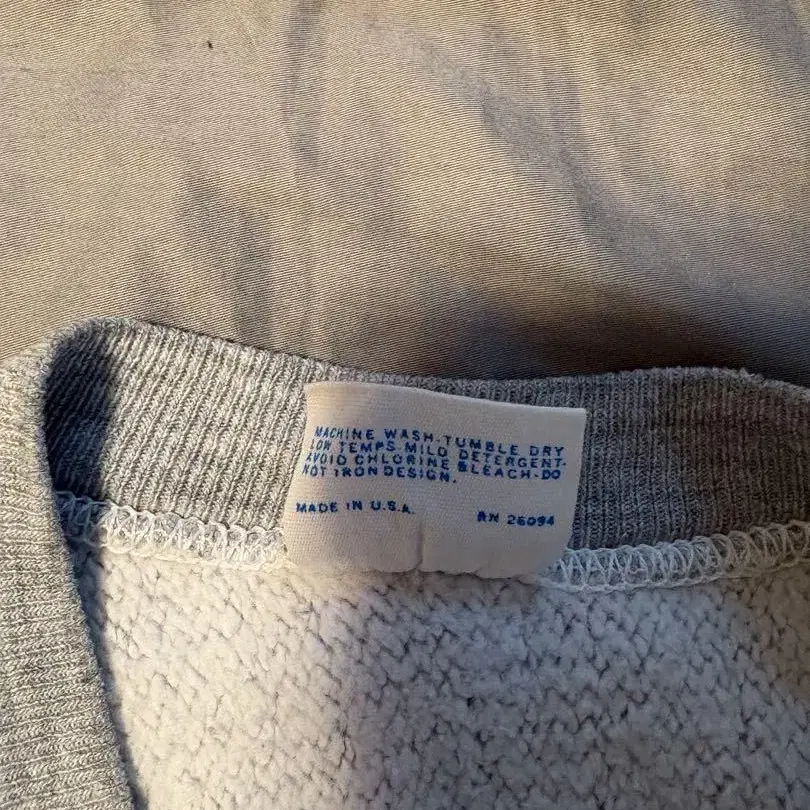 MACHINE WASH-TUMBLE DRY
LOW TEMPS-MILD DETERGENT-
AVOID CHLORINE BLEACH-DO
NOT IRON DESIGN.
MADE IN U.S.A. RN 26094